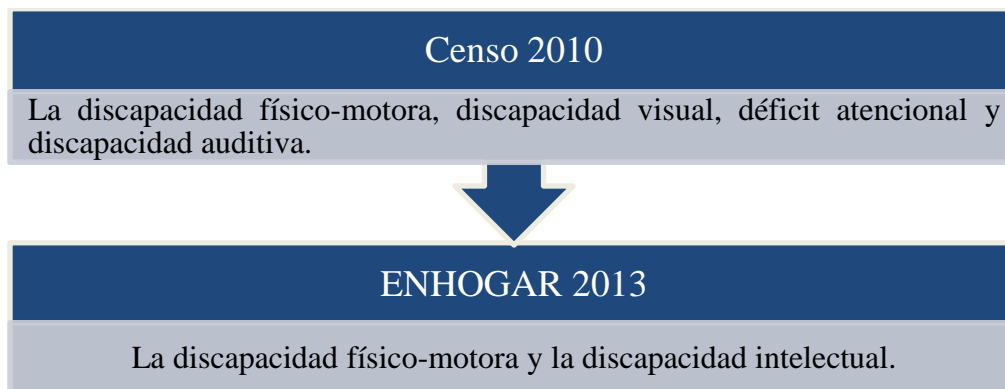 Censo 2010
La discapacidad físico-motora, discapacidad visual, déficit atencional y
discapacidad auditiva.
ENHOGAR 2013
La discapacidad físico-motora y la discapacidad intelectual.